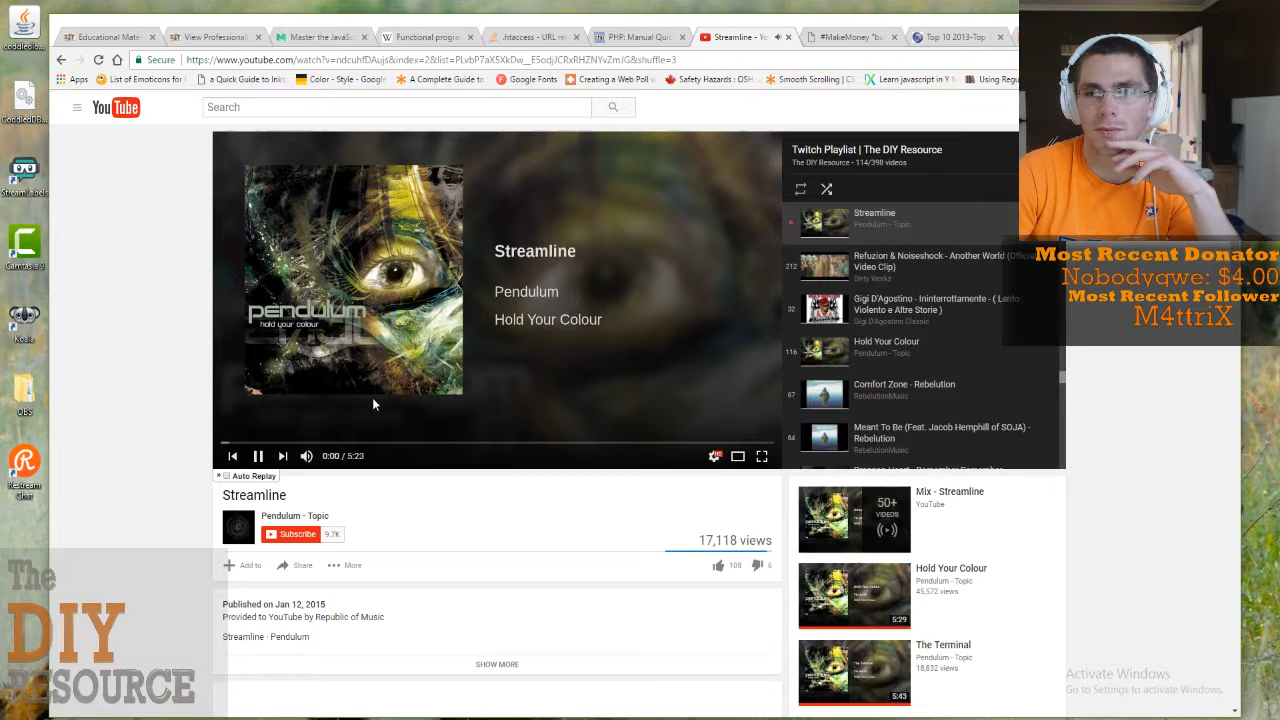 Educational Mate
View Professional
Master the JavaSc
Functional progra
.htaccess - URL re
PHP: Manual Quic
Streamline - Yo
#MakeMoney "bu
Top 10 2013-Top
Secure
https://www.youtube.com/watch?v=ndcuhfDAujs&index=2&list=PLvbP7aX5XkDw__E5odjJCRxRHZNYvZmJG&shuffle=3
Apps
List of Emoticons for
a Quick Guide to Inke
Color - Style - Google
Creating a Web Poll w
Safety Hazards : OSH
Smooth Scrolling | CS
Learn javascript y in M
Using Regu
YouTube
Search
Twitch Playlist | The DIY Resource
The DIY Resource • 114/398 videos
pendulum
hold your colour
Streamline
Pendulum
Hold Your Colour
Streamline
Pendulum - Topic
212
Refuzion & Noiseshock - Another World (Official
Video Clip)
Dirty Workz
32
Gigi D'Agostino - Ininterrottamente - ( Lento
Violento e Altre Storie )
Gigi D'Agostino Classic
116
Hold Your Colour
Pendulum - Topic
67
Comfort Zone - Rebelution
RebelutionMusic
64
Meant To Be (Feat. Jacob Hemphill of SOJA) -
Rebelution
RebelutionMusic
0:00 / 5:23
HD
Auto Replay
Streamline
Pendulum - Topic
Subscribe
9.7K
17,118 views
Add to
Share
More
108
6
Published on Jan 12, 2015
Provided to YouTube by Republic of Music
Streamline · Pendulum
SHOW MORE
50+
VIDEOS
Mix - Streamline
YouTube
Hold Your Colour
Pendulum - Topic
45,572 views
5:29
The Terminal
Pendulum - Topic
18,832 views
5:43
StreamLabels
Camtasia 9
Koala
OBS
Restream
Chat
Most Recent Donator
Nobodyqwe: $4.00
Most Recent Follower
M4ttriX
The
DIY
RESOURCE
Activate Windows
Go to Settings to activate Windows.